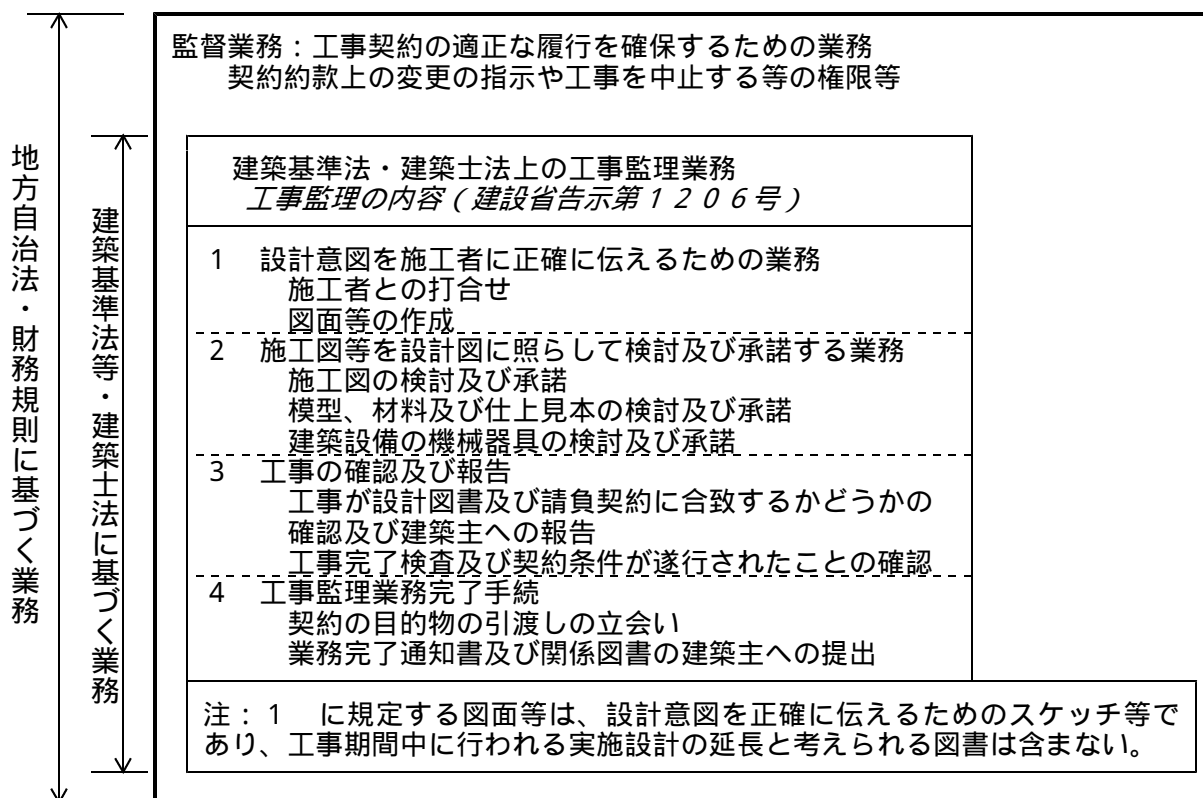 監督業務：工事契約の適正な履行を確保するための業務
契約約款上の変更の指示や工事を中止する等の権限等
地方自治法・財務規則に基づく業務
建築基準法等・建築士法に基づく業務
建築基準法・建築士法上の工事監理業務
工事監理の内容（建設省告示第１２０６号）
1 設計意図を施工者に正確に伝えるための業務
施工者との打合せ
図面等の作成
2 施工図等を設計図に照らして検討及び承諾する業務
施工図の検討及び承諾
模型、材料及び仕上見本の検討及び承諾
建築設備の機械器具の検討及び承諾
3 工事の確認及び報告
工事が設計図書及び請負契約に合致するかどうかの
確認及び建築主への報告
工事完了検査及び契約条件が遂行されたことの確認
4 工事監理業務完了手続
契約の目的物の引渡しの立会い
業務完了通知書及び関係図書の建築主への提出
注：1 に規定する図面等は、設計意図を正確に伝えるためのスケッチ等で
あり、工事期間中に行われる実施設計の延長と考えられる図書は含まない。